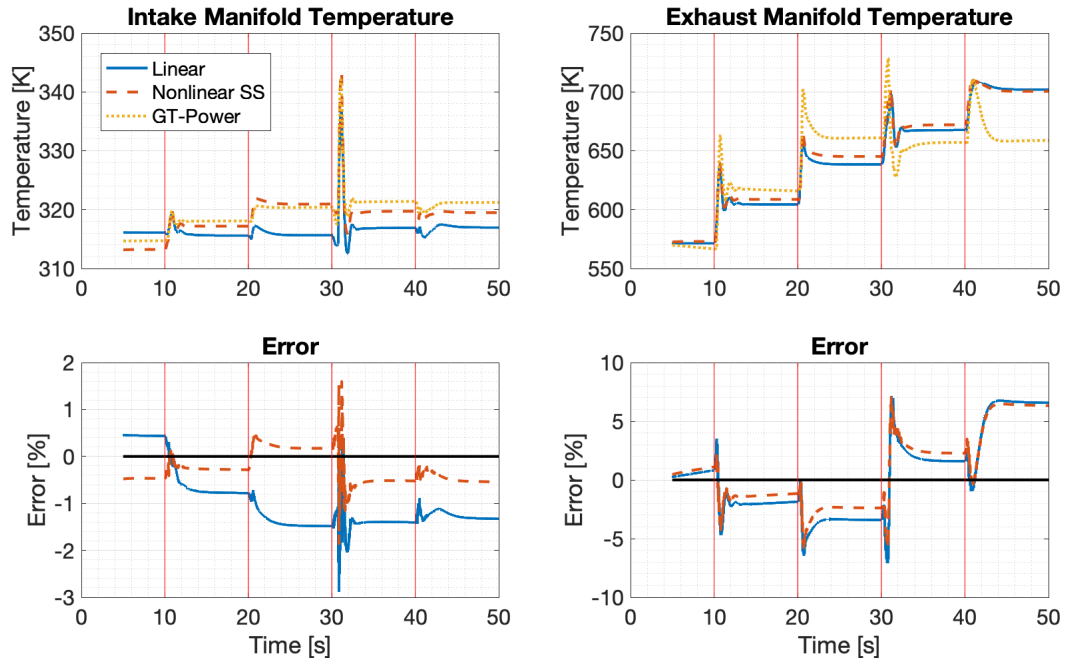 Intake Manifold Temperature
350
340
330
320
310
Temperature [K]
Linear
Nonlinear SS
GT-Power
0 10 20 30 40 50
Exhaust Manifold Temperature
750
700
650
600
550
Temperature [K]
0 10 20 30 40 50
Error
2
1
0
-1
-2
-3
Error [%]
0 10 20 30 40 50
Time [s]
Error
10
5
0
-5
-10
Error [%]
0 10 20 30 40 50
Time [s]